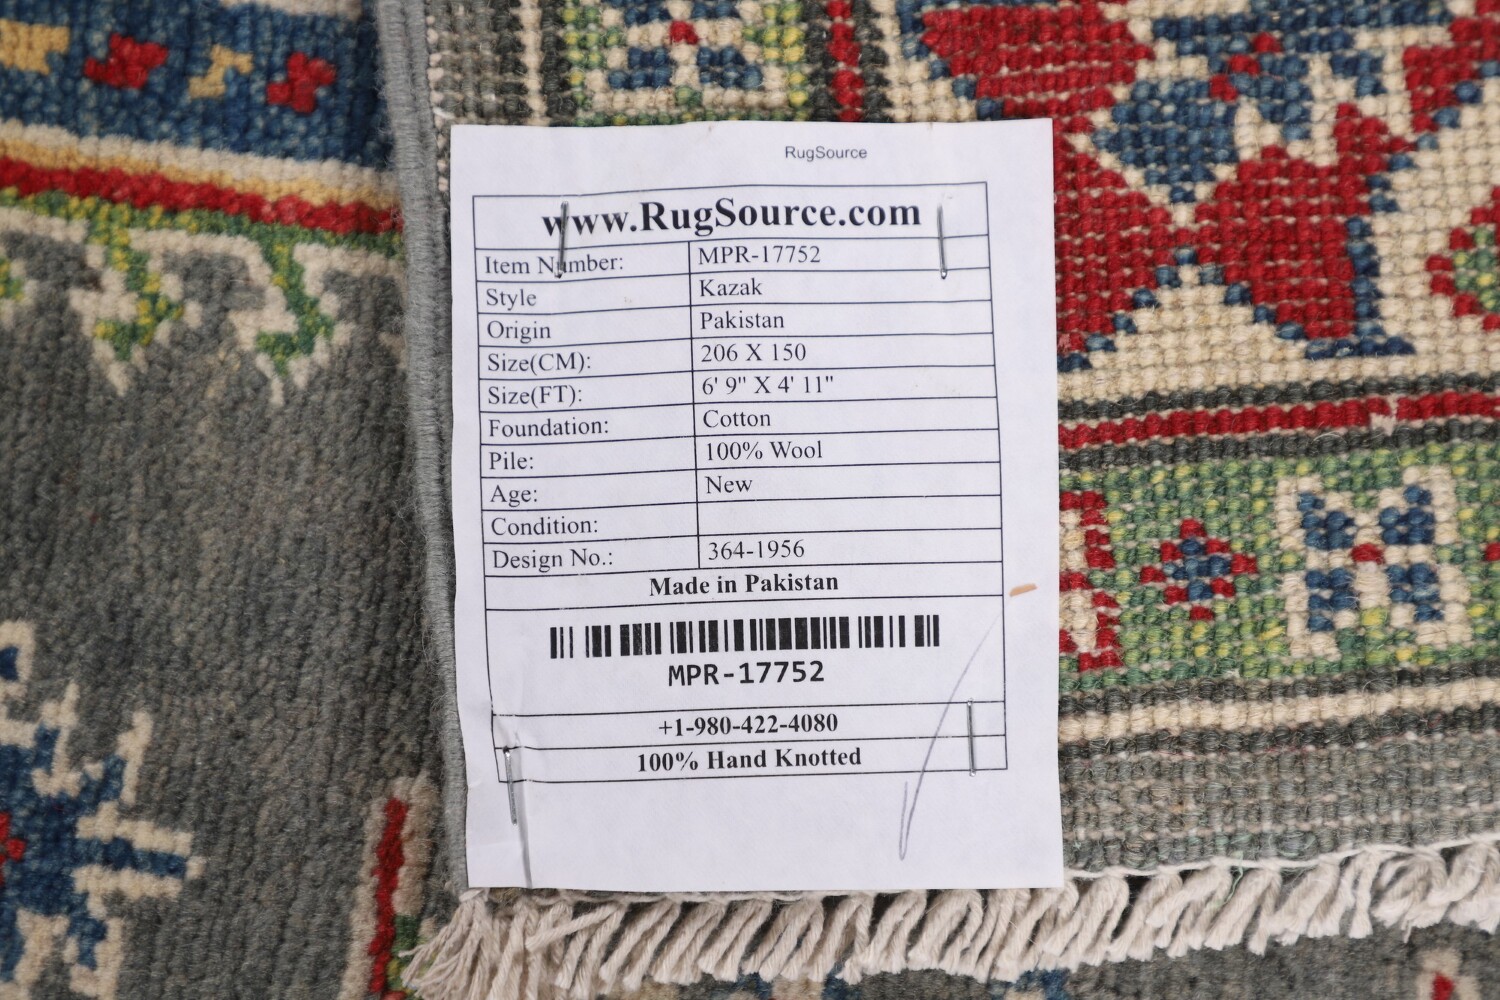 RugSource
www.RugSource.com
Item Number: MPR-17752
Style Kazak
Origin Pakistan
Size(CM): 206 X 150
Size(FT): 6' 9" X 4' 11"
Foundation: Cotton
Pile: 100% Wool
Age: New
Condition:
Design No.: 364-1956
Made in Pakistan
MPR-17752
+1-980-422-4080
100% Hand Knotted